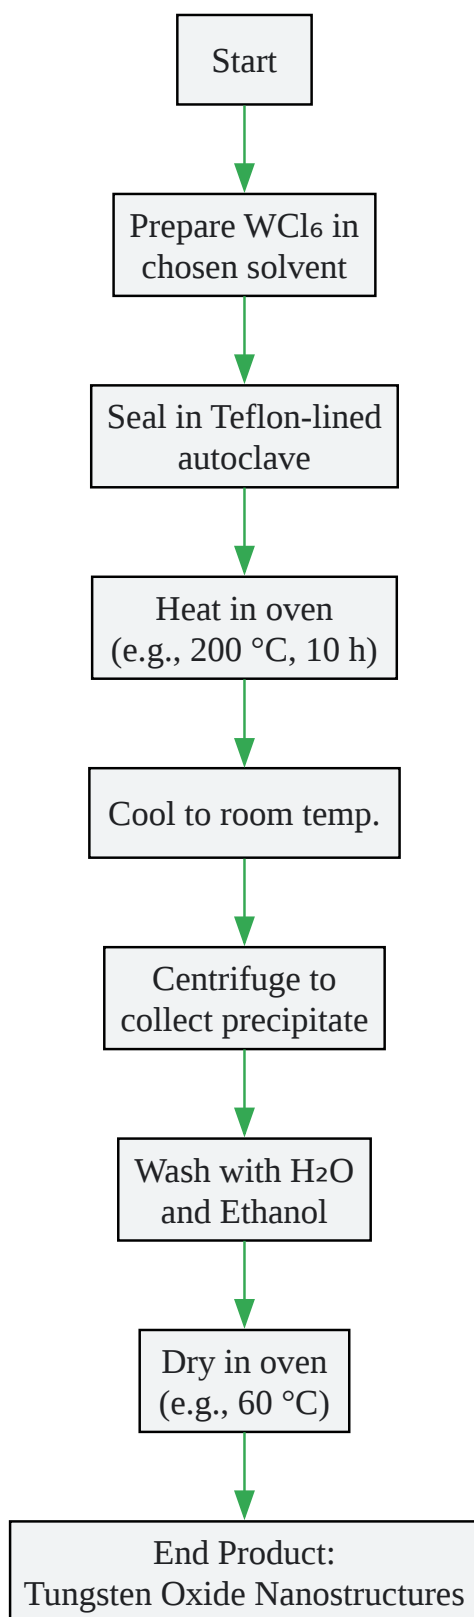 Start
Prepare WCl₆ in
chosen solvent
Seal in Teflon-lined
autoclave
Heat in oven
(e.g., 200 °C, 10 h)
Cool to room temp.
Centrifuge to
collect precipitate
Wash with H₂O
and Ethanol
Dry in oven
(e.g., 60 °C)
End Product:
Tungsten Oxide Nanostructures